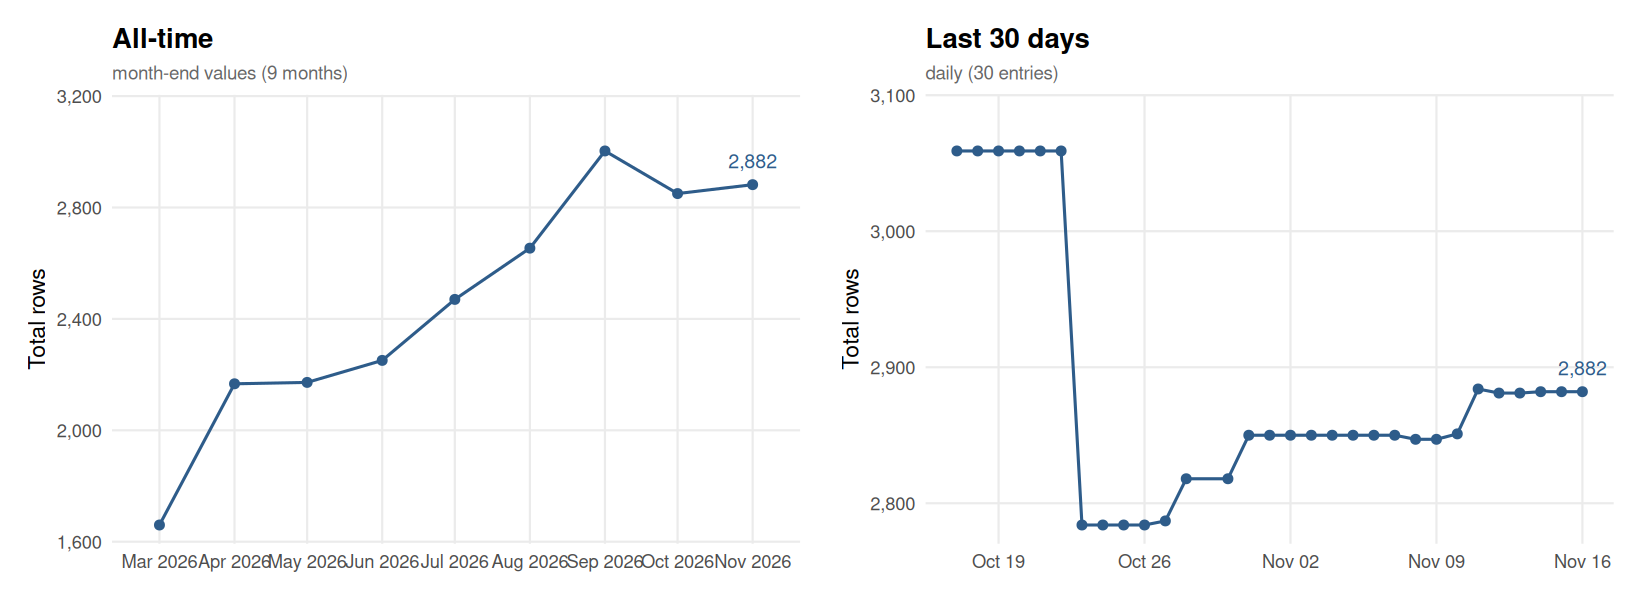 All-time
month-end values (9 months)
Total rows
3,200
2,800
2,400
2,000
1,600
2,882
Mar 2026 Apr 2026 May 2026 Jun 2026 Jul 2026 Aug 2026 Sep 2026 Oct 2026 Nov 2026
Last 30 days
daily (30 entries)
Total rows
3,100
3,000
2,900
2,800
2,882
Oct 19 Oct 26 Nov 02 Nov 09 Nov 16